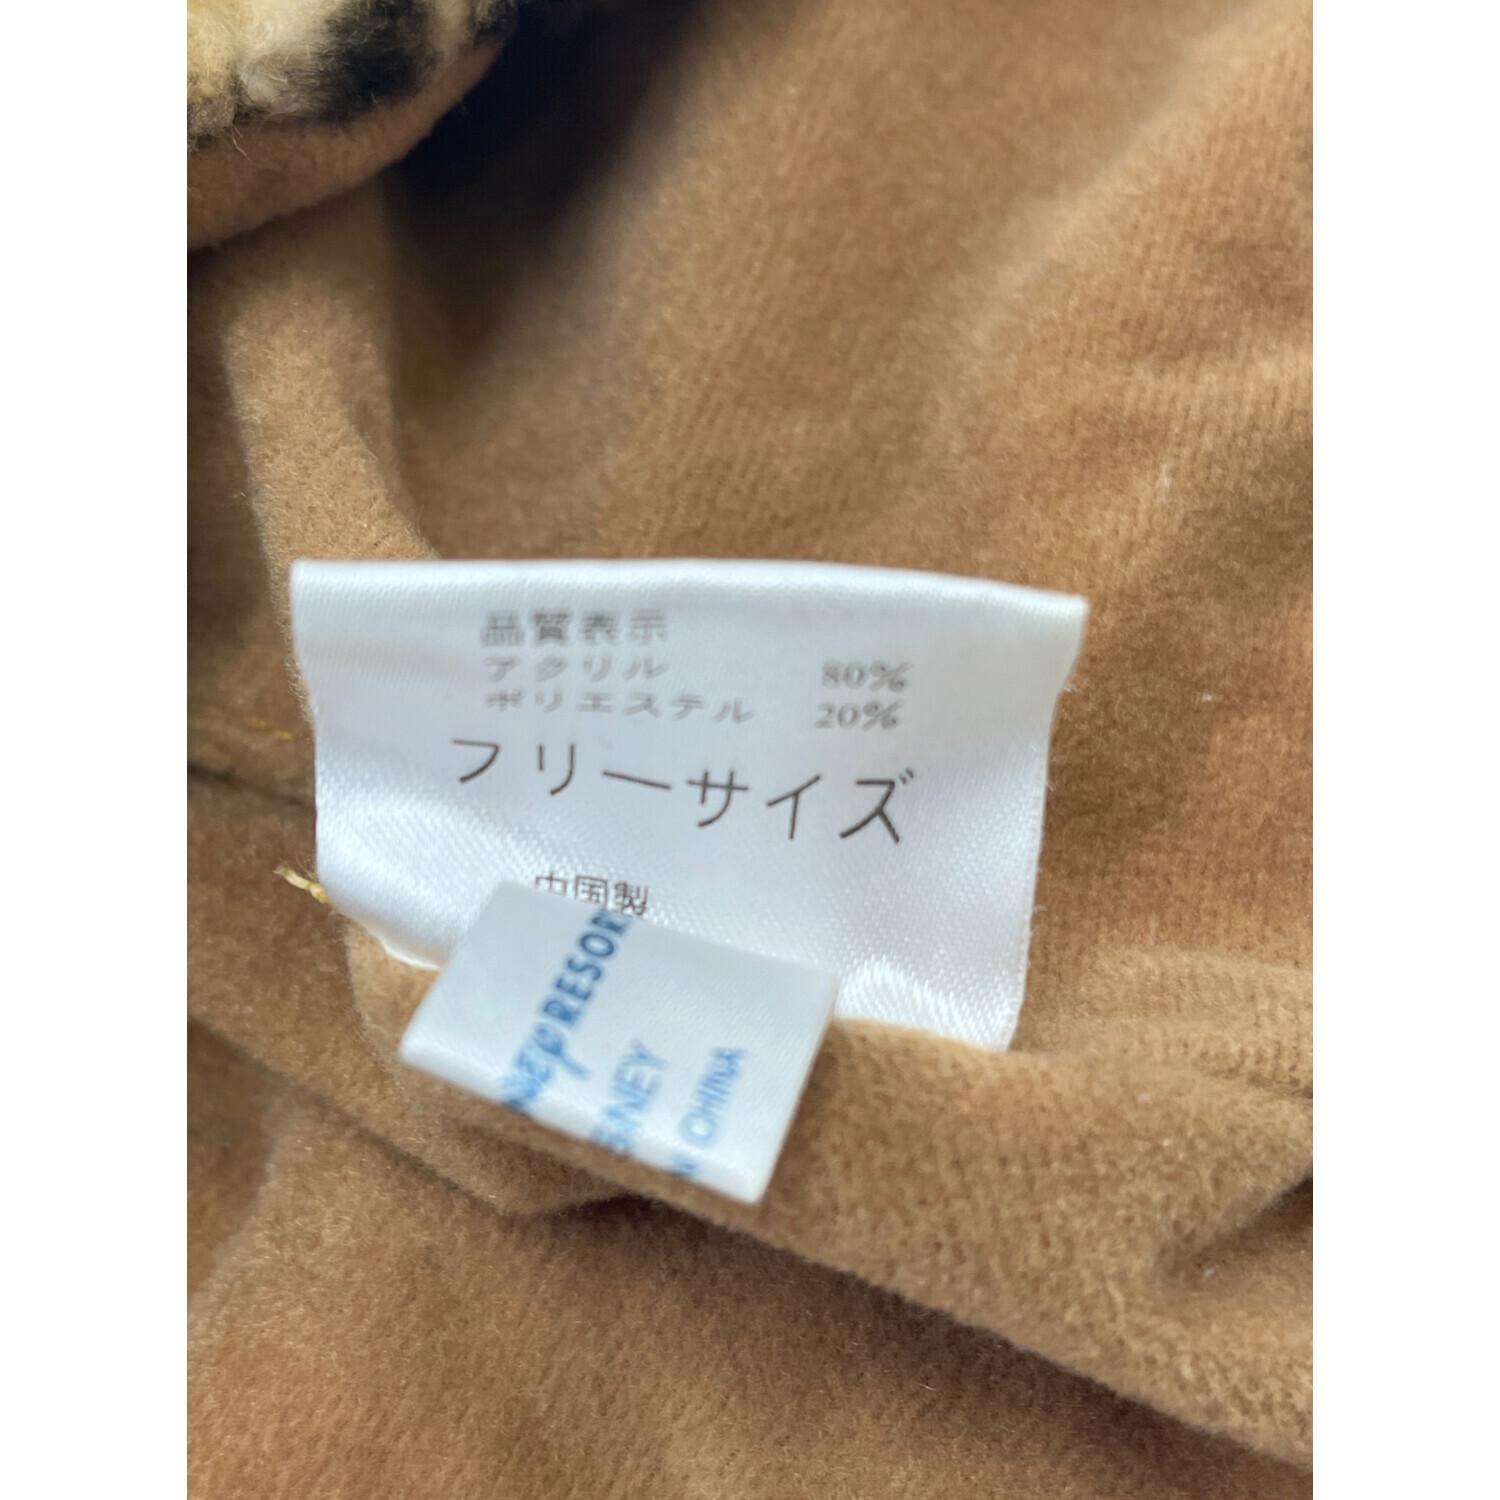 品質表示
アクリル 80%
ポリエステル 20%
フリーサイズ
中国製
RESOR
CHINA